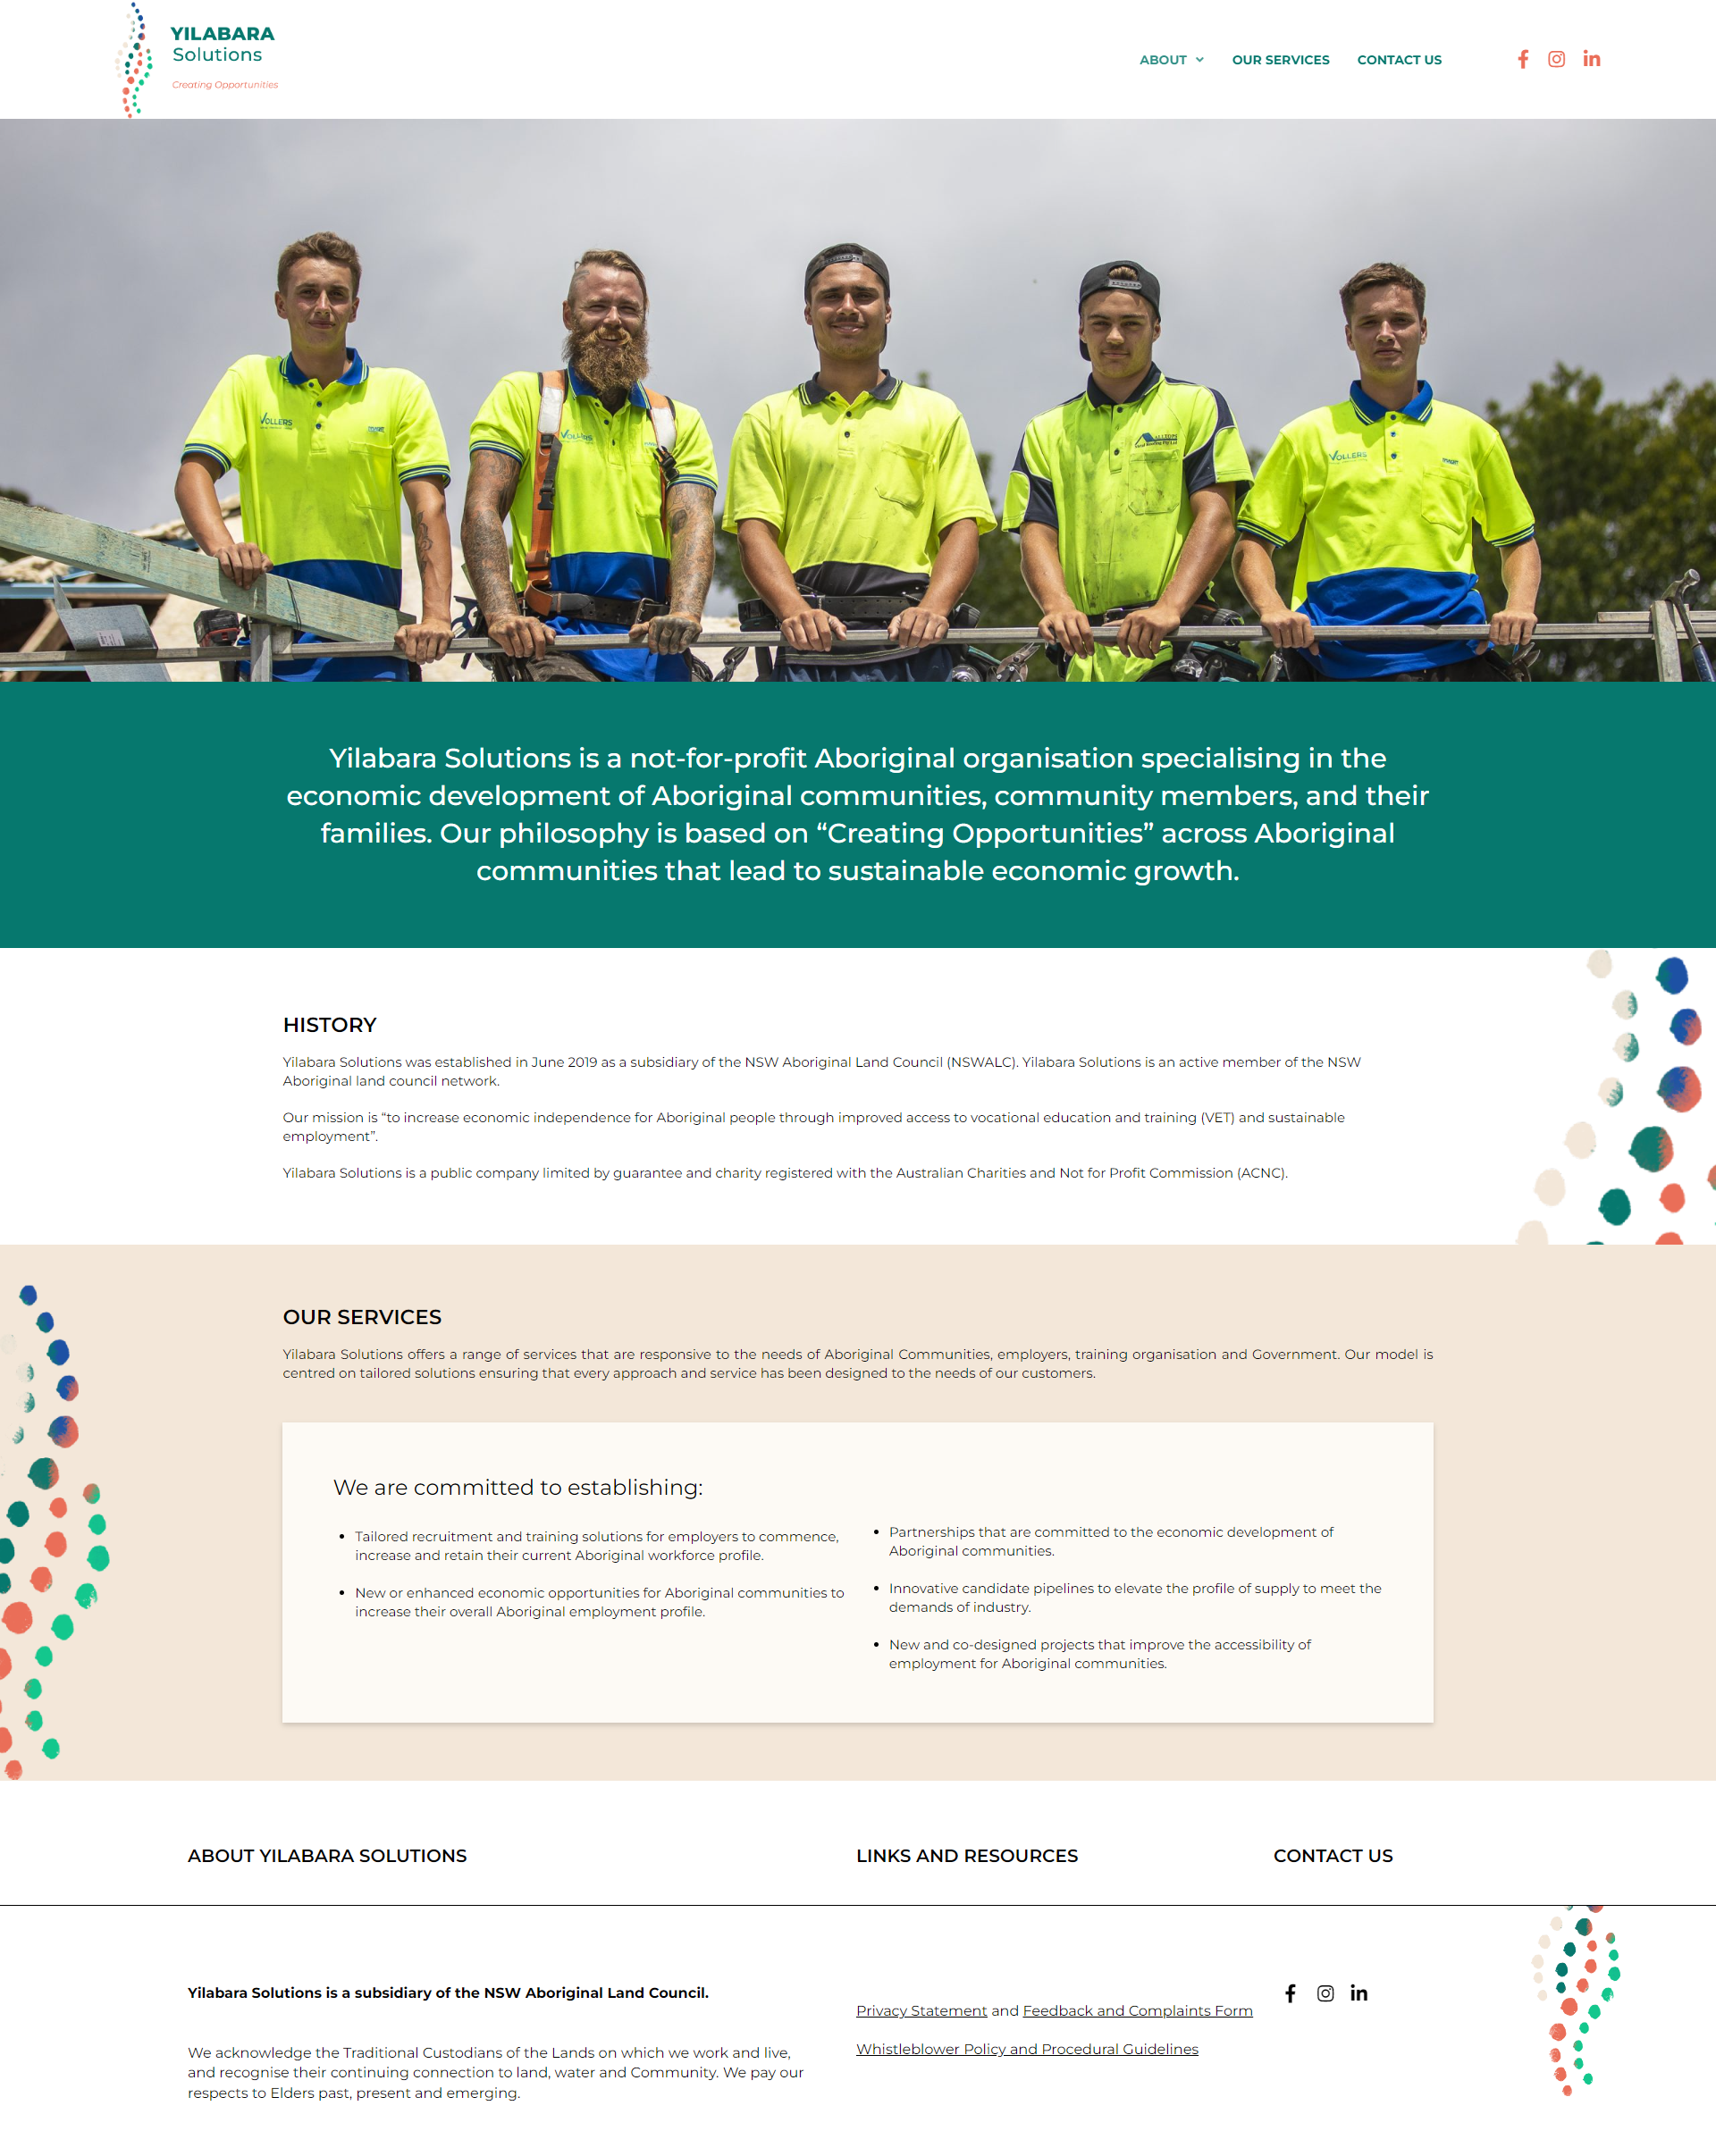 YILABARA
Solutions
Creating Opportunities
ABOUT
OUR SERVICES
CONTACT US
VOLLERS
VOLLERS
VOLLERS
Yilabara Solutions is a not-for-profit Aboriginal organisation specialising in the
economic development of Aboriginal communities, community members, and their
families. Our philosophy is based on “Creating Opportunities” across Aboriginal
communities that lead to sustainable economic growth.
HISTORY
Yilabara Solutions was established in June 2019 as a subsidiary of the NSW Aboriginal Land Council (NSWALC). Yilabara Solutions is an active member of the NSW
Aboriginal land council network.
Our mission is “to increase economic independence for Aboriginal people through improved access to vocational education and training (VET) and sustainable
employment”.
Yilabara Solutions is a public company limited by guarantee and charity registered with the Australian Charities and Not for Profit Commission (ACNC).
OUR SERVICES
Yilabara Solutions offers a range of services that are responsive to the needs of Aboriginal Communities, employers, training organisation and Government. Our model is
centred on tailored solutions ensuring that every approach and service has been designed to the needs of our customers.
We are committed to establishing:
Tailored recruitment and training solutions for employers to commence,
increase and retain their current Aboriginal workforce profile.
New or enhanced economic opportunities for Aboriginal communities to
increase their overall Aboriginal employment profile.
Partnerships that are committed to the economic development of
Aboriginal communities.
Innovative candidate pipelines to elevate the profile of supply to meet the
demands of industry.
New and co-designed projects that improve the accessibility of
employment for Aboriginal communities.
ABOUT YILABARA SOLUTIONS
LINKS AND RESOURCES
CONTACT US
Yilabara Solutions is a subsidiary of the NSW Aboriginal Land Council.
We acknowledge the Traditional Custodians of the Lands on which we work and live,
and recognise their continuing connection to land, water and Community. We pay our
respects to Elders past, present and emerging.
Privacy Statement and Feedback and Complaints Form
Whistleblower Policy and Procedural Guidelines